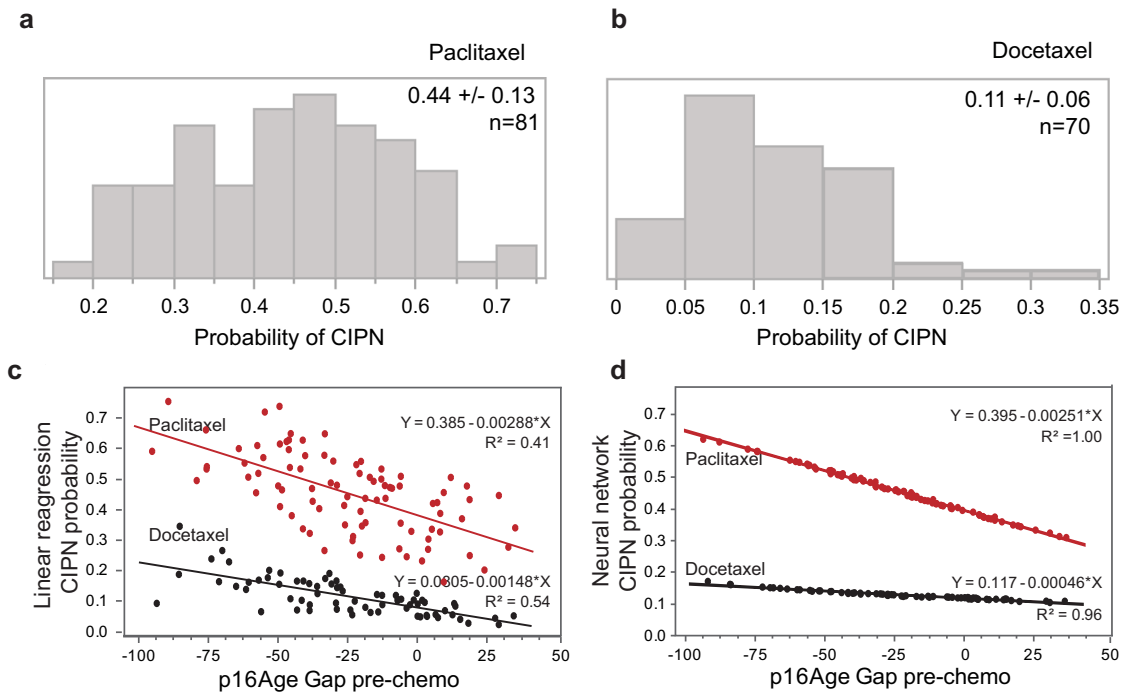 a
Paclitaxel
0.44 +/- 0.13
n=81
0.2 0.3 0.4 0.5 0.6 0.7
Probability of CIPN
b
Docetaxel
0.11 +/- 0.06
n=70
0 0.05 0.1 0.15 0.2 0.25 0.3 0.35
Probability of CIPN
c
Linear reagression
CIPN probability
0.7
0.6
0.5
0.4
0.3
0.2
0.1
0.0
Paclitaxel
Y = 0.385 - 0.00288*X
R² = 0.41
Docetaxel
Y = 0.0805-0.00148*X
R² = 0.54
-100 -75 -50 -25 0 25 50
p16Age Gap pre-chemo
d
Neural network
CIPN probability
0.7
0.6
0.5
0.4
0.3
0.2
0.1
0.0
Y = 0.395 - 0.00251*X
R² =1.00
Paclitaxel
Docetaxel
Y = 0.117-0.00046*X
R² = 0.96
-100 -75 -50 -25 0 25 50
p16Age Gap pre-chemo